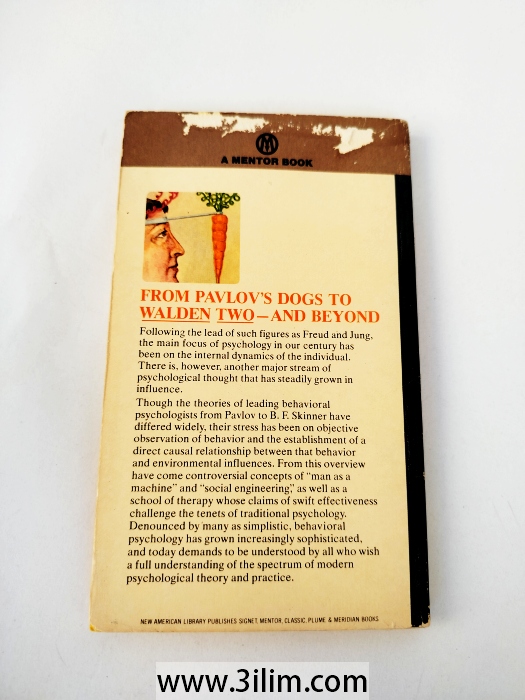 M
A MENTOR BOOK
FROM PAVLOV'S DOGS TO
WALDEN TWO—AND BEYOND
Following the lead of such figures as Freud and Jung,
the main focus of psychology in our century has
been on the internal dynamics of the individual.
There is, however, another major stream of
psychological thought that has steadily grown in
influence.
Though the theories of leading behavioral
psychologists from Pavlov to B. F. Skinner have
differed widely, their stress has been on objective
observation of behavior and the establishment of a
direct causal relationship between that behavior
and environmental influences. From this overview
have come controversial concepts of "man as a
machine" and "social engineering," as well as a
school of therapy whose claims of swift effectiveness
challenge the tenets of traditional psychology.
Denounced by many as simplistic, behavioral
psychology has grown increasingly sophisticated,
and today demands to be understood by all who wish
a full understanding of the spectrum of modern
psychological theory and practice.
NEW AMERICAN LIBRARY PUBLISHES SIGNET, MENTOR, CLASSIC, PLUME & MERIDIAN BOOKS
www.3ilim.com